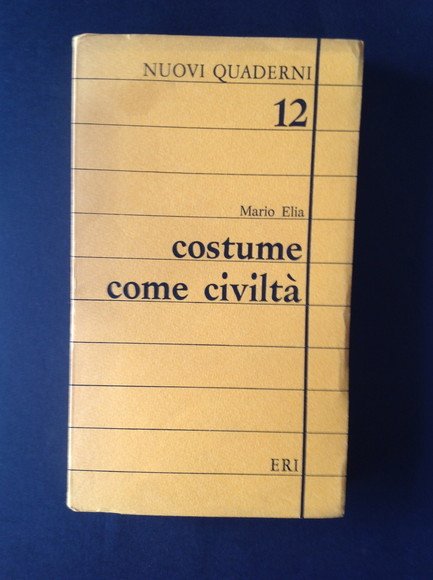 NUOVI QUADERNI
12
Mario Elia
costume
come civiltà
ERI